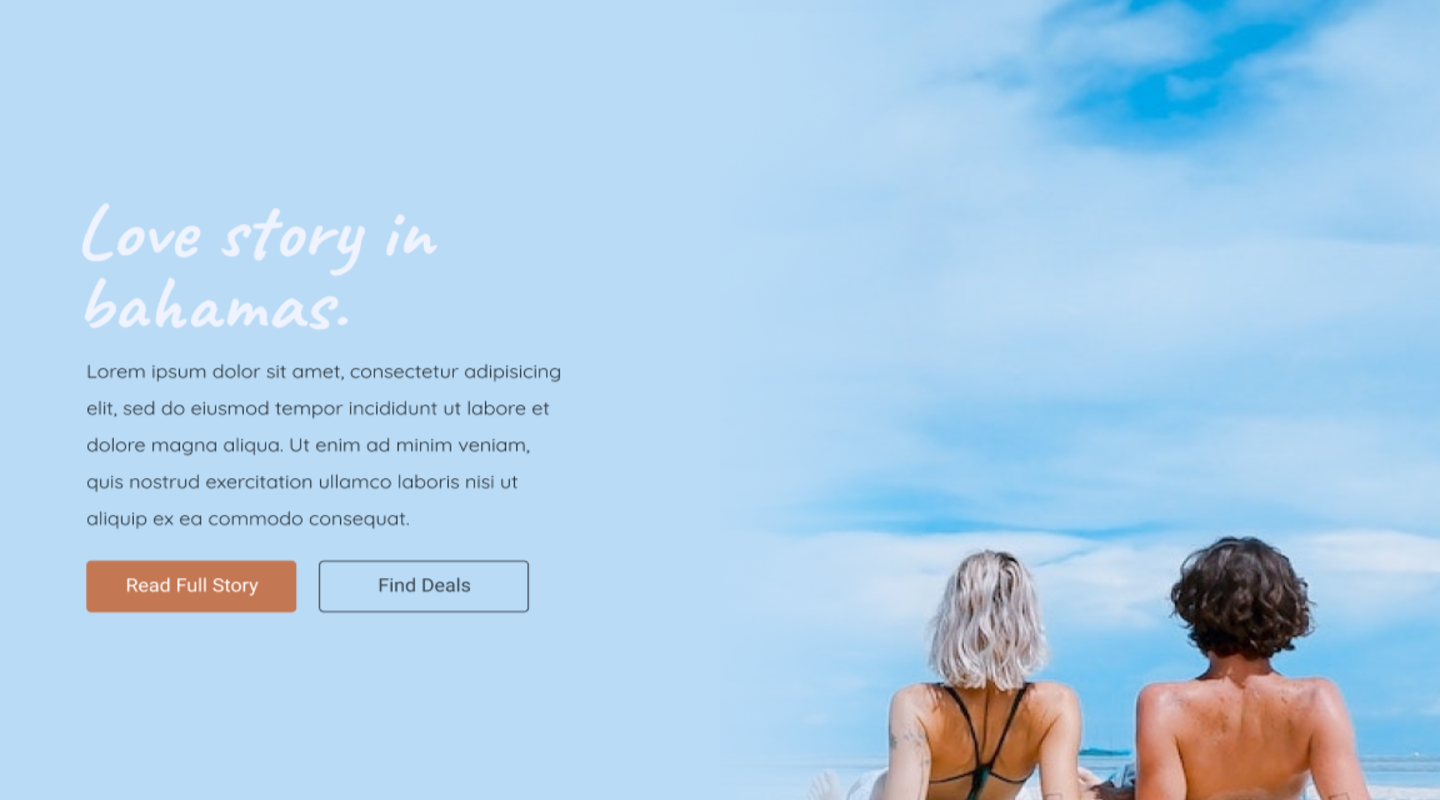 Love story in
bahamas.
Lorem ipsum dolor sit amet, consectetur adipisicing
elit, sed do eiusmod tempor incididunt ut labore et
dolore magna aliqua. Ut enim ad minim veniam,
quis nostrud exercitation ullamco laboris nisi ut
aliquip ex ea commodo consequat.
Read Full Story
Find Deals